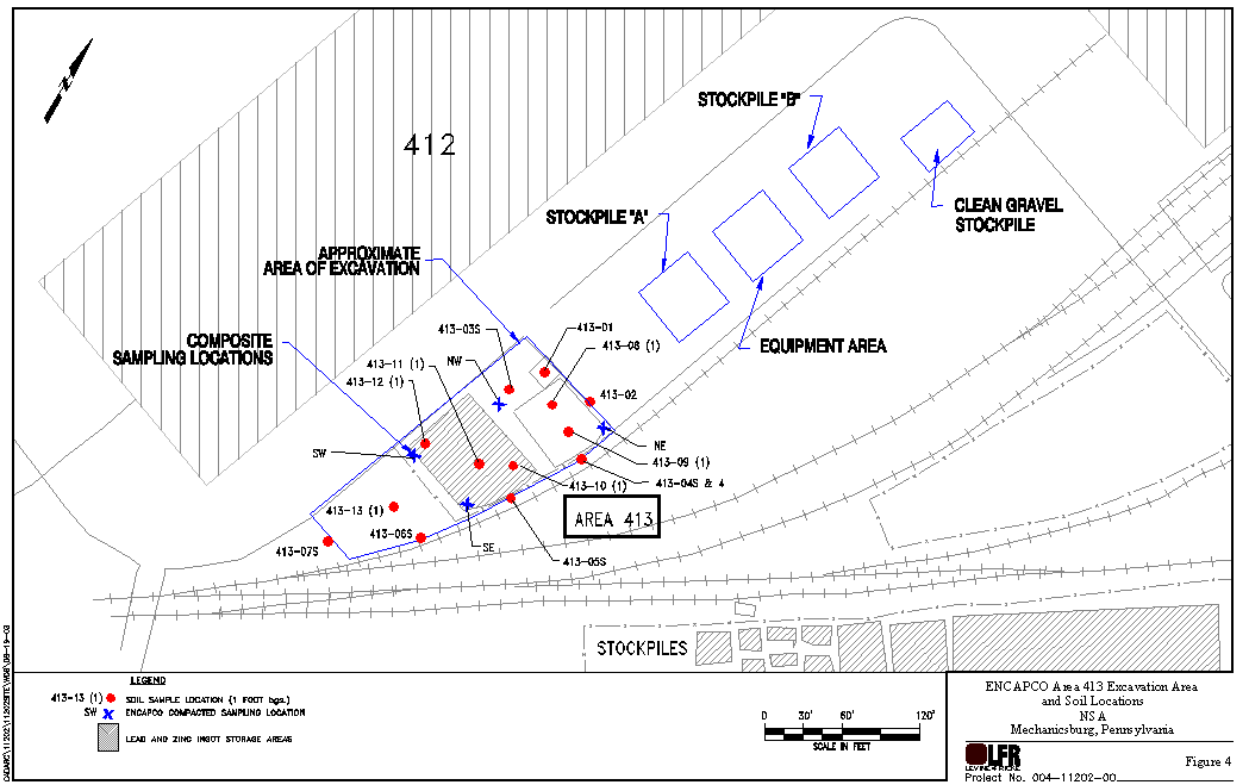 N
412
STOCKPILE "B"
STOCKPILE "A"
CLEAN GRAVEL
STOCKPILE
APPROXIMATE
AREA OF EXCAVATION
EQUIPMENT AREA
COMPOSITE
SAMPLING LOCATIONS
413-03S
413-01
413-08 (1)
NW
413-11 (1)
413-12 (1)
413-02
SW
NE
413-09 (1)
413-10 (1)
413-04S & 4
413-13 (1)
AREA 413
413-06S
413-07S
SE
413-05S
STOCKPILES
LEGEND
413-13 (1) SOIL SAMPLE LOCATION (1 FOOT bgs.)
SW ENCAPCO COMPACTED SAMPLING LOCATION
LEAD AND ZINC INGOT STORAGE AREAS
0 30' 60' 120'
SCALE IN FEET
ENCAPCO Area 413 Excavation Area
and Soil Locations
NSA
Mechanicsburg, Pennsylvania
LFR
LEVINE·FRICKE
Figure 4
Project No. 004-11202-00